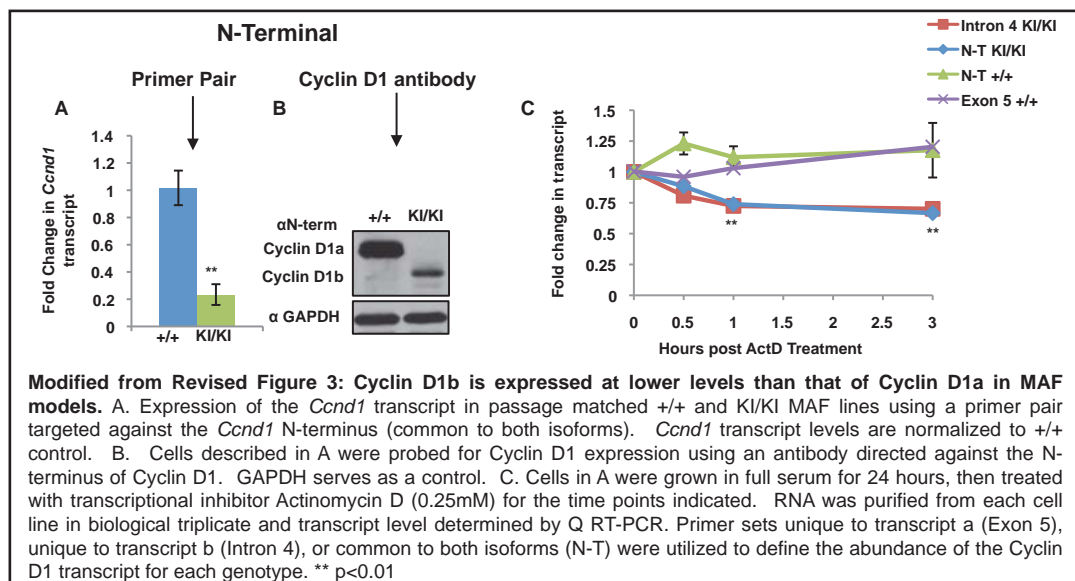 N-Terminal
Primer Pair
Cyclin D1 antibody
Intron 4 KI/KI
N-T KI/KI
N-T +/+
Exon 5 +/+
A
Fold Change in Ccnd1
transcript
1.4
1.2
1
0.8
0.6
0.4
0.2
0
**
+/+ KI/KI
B
αN-term
+/+ KI/KI
Cyclin D1a
Cyclin D1b
α GAPDH
C
Fold change in transcript
1.5
1.25
1
0.75
0.5
0.25
0
**
**
0 0.5 1 1.5 2 2.5 3
Hours post ActD Treatment
Modified from Revised Figure 3: Cyclin D1b is expressed at lower levels than that of Cyclin D1a in MAF
models. A. Expression of the Ccnd1 transcript in passage matched +/+ and KI/KI MAF lines using a primer pair
targeted against the Ccnd1 N-terminus (common to both isoforms). Ccnd1 transcript levels are normalized to +/+
control. B. Cells described in A were probed for Cyclin D1 expression using an antibody directed against the N-
terminus of Cyclin D1. GAPDH serves as a control. C. Cells in A were grown in full serum for 24 hours, then treated
with transcriptional inhibitor Actinomycin D (0.25mM) for the time points indicated. RNA was purified from each cell
line in biological triplicate and transcript level determined by Q RT-PCR. Primer sets unique to transcript a (Exon 5),
unique to transcript b (Intron 4), or common to both isoforms (N-T) were utilized to define the abundance of the Cyclin
D1 transcript for each genotype. ** p<0.01